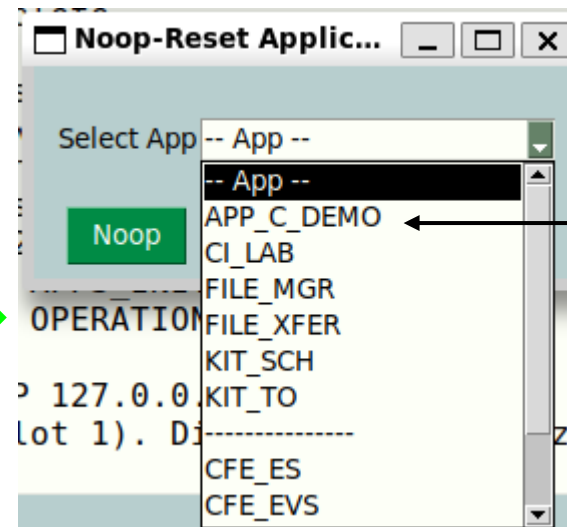 Noop-Reset Applic...
Select App -- App --
-- App --
APP_C_DEMO
Noop
CI_LAB
FILE_MGR
OPERATION
FILE_XFER
KIT_SCH
P 127.0.0.
KIT_TO
lot 1). Di
---------------
CFE_ES
CFE_EVS